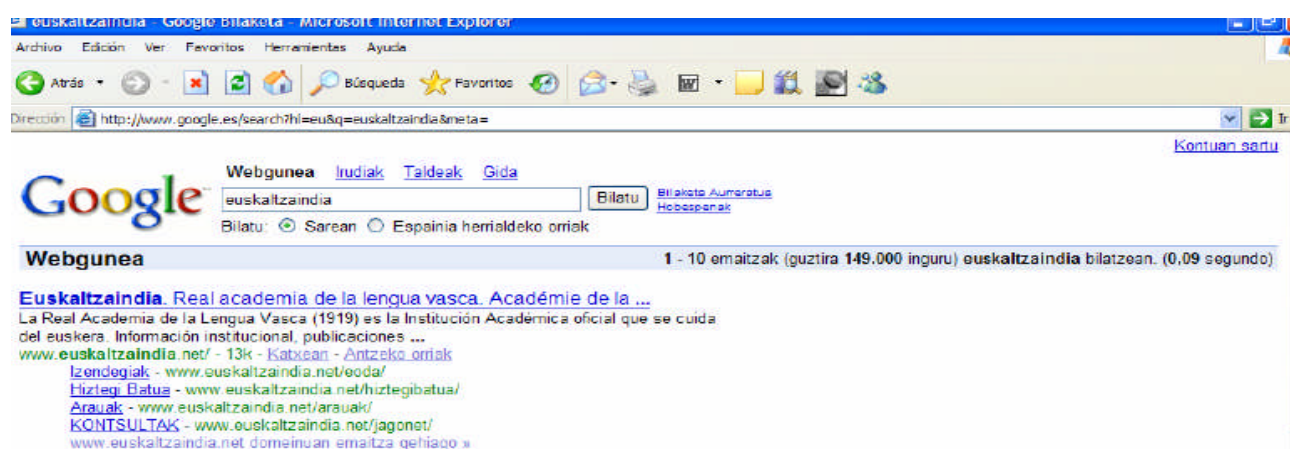 euskaltzaindia - Google Bilaketa - Microsoft Internet Explorer
Archivo Edición Ver Favoritos Herramientas Ayuda
Atrás Búsqueda Favoritos
Dirección http://www.google.es/search?hl=eu&q=euskaltzaindia&meta= Ir
Kontuan sartu
Webgunea Irudiak Taldeak Gida
Google euskaltzaindia Bilatu Bilaketa Aurreratua
Hobespenak
Bilatu: Sarean Espainia herrialdeko orriak
Webgunea 1 - 10 emaitzak (guztira 149.000 inguru) euskaltzaindia bilatzean. (0,09 segundo)
Euskaltzaindia. Real academia de la lengua vasca. Académie de la ...
La Real Academia de la Lengua Vasca (1919) es la Institución Académica oficial que se cuida
del euskera. Información institucional, publicaciones ...
www.euskaltzaindia.net/ - 13k - Katxean - Antzeko orriak
Izendegiak - www.euskaltzaindia.net/eoda/
Hiztegi Batua - www.euskaltzaindia.net/hiztegibatua/
Arauak - www.euskaltzaindia.net/arauak/
KONTSULTAK - www.euskaltzaindia.net/jagonet/
www.euskaltzaindia.net domeinuan emaitza gehiago »